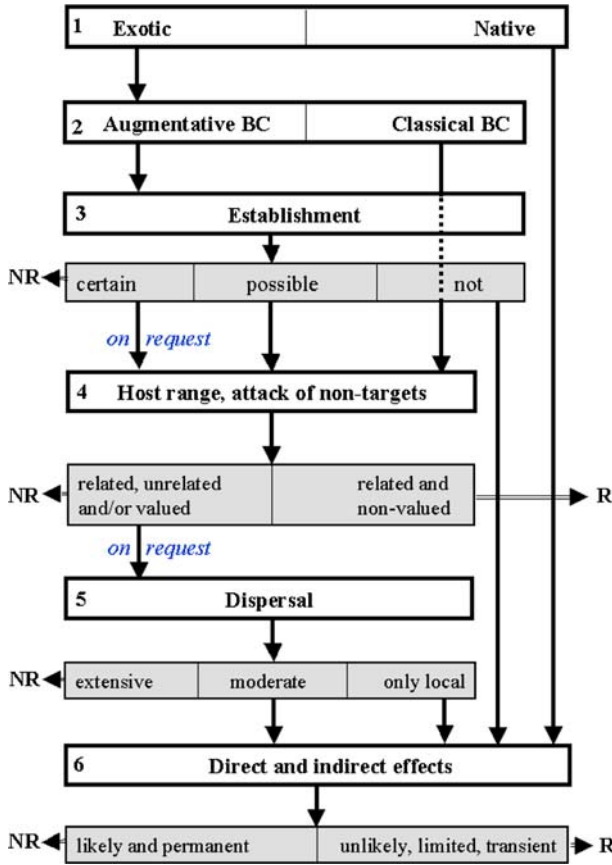 1 Exotic Native
2 Augmentative BC Classical BC
3 Establishment
NR certain possible not
on request
4 Host range, attack of non-targets
NR related, unrelated and/or valued related and non-valued R
on request
5 Dispersal
NR extensive moderate only local
6 Direct and indirect effects
NR likely and permanent unlikely, limited, transient R